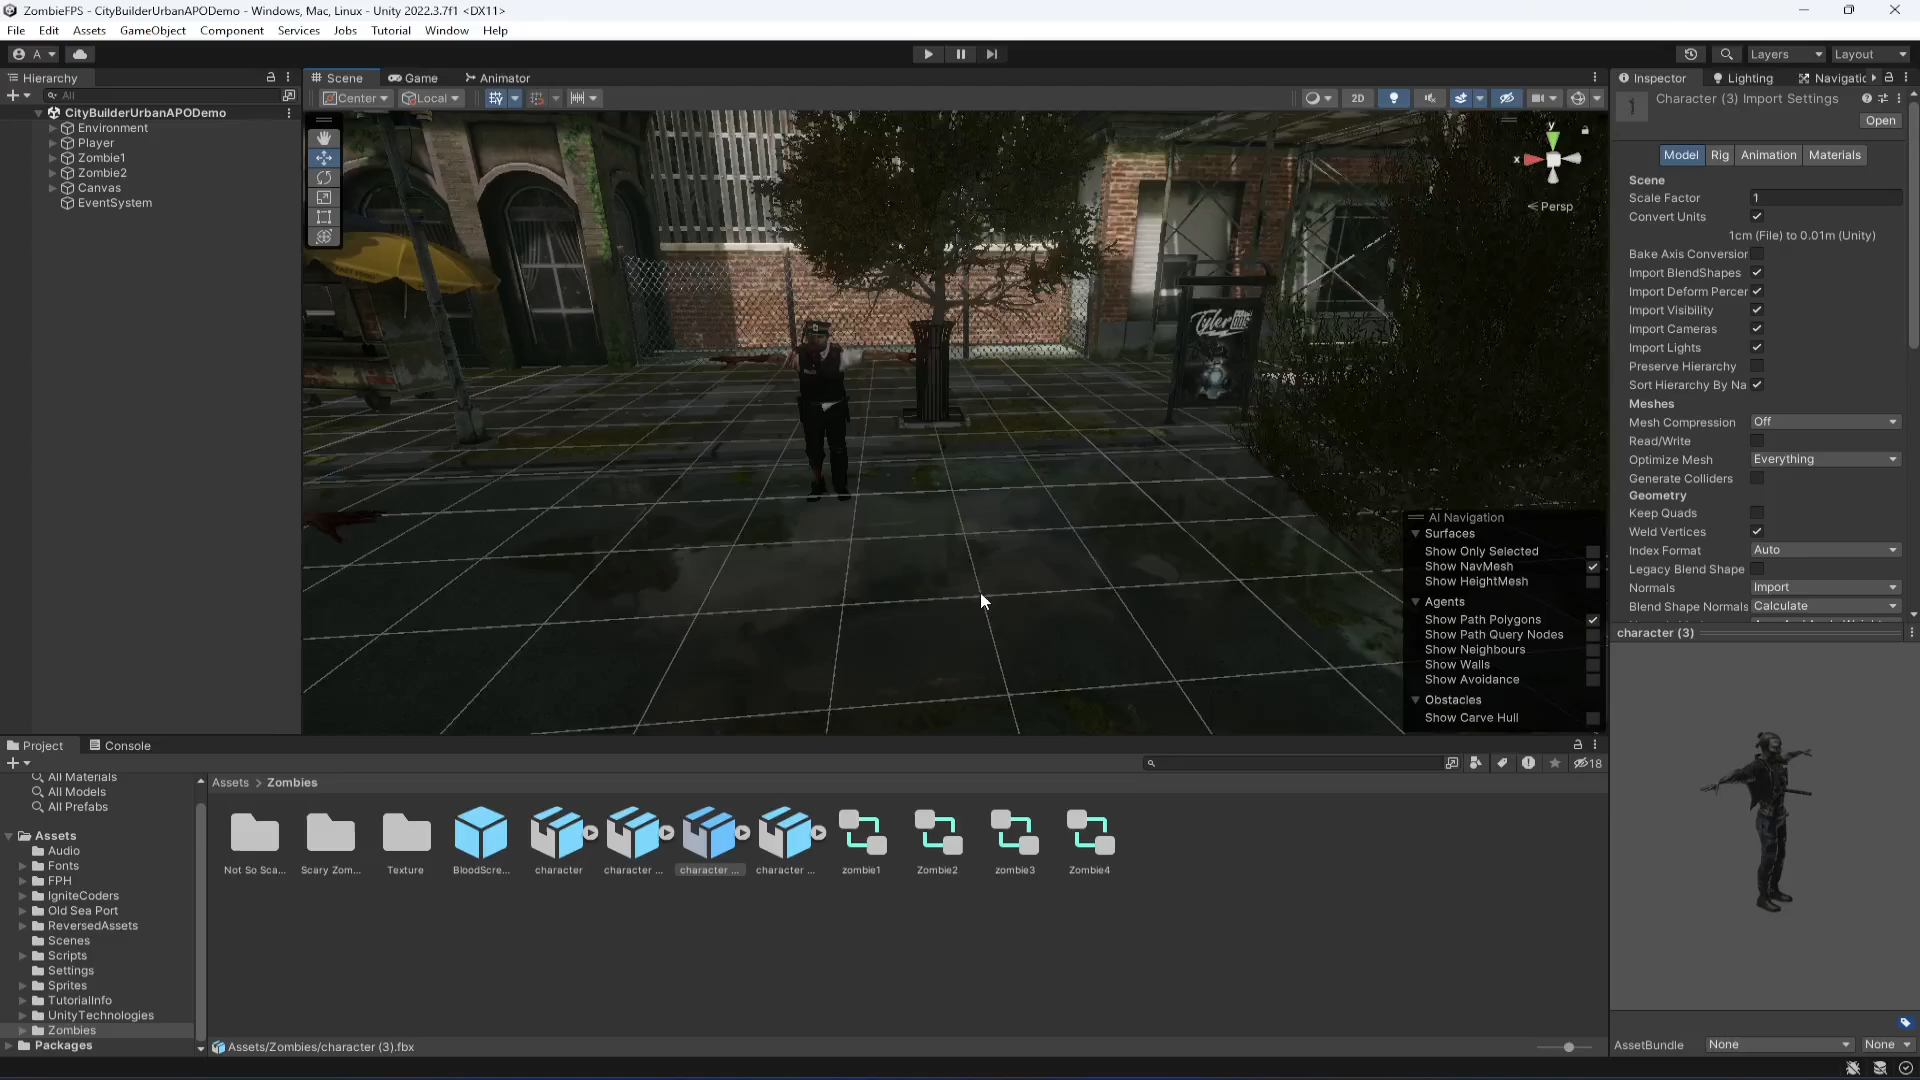 ZombieFPS - CityBuilderUrbanAPODemo - Windows, Mac, Linux - Unity 2022.3.7f1 <DX11>
File Edit Assets GameObject Component Services Jobs Tutorial Window Help
A Layers Layout
Hierarchy
All
CityBuilderUrbanAPODemo
Environment
Player
Zombie1
Zombie2
Canvas
EventSystem
Scene Game Animator
Center Local 2D
y
x
Persp
FAST FOOD
Tyler
AI Navigation
Surfaces
Show Only Selected
Show NavMesh
Show HeightMesh
Agents
Show Path Polygons
Show Path Query Nodes
Show Neighbours
Show Walls
Show Avoidance
Obstacles
Show Carve Hull
Inspector Lighting Navigatic
Character (3) Import Settings
Open
Model Rig Animation Materials
Scene
Scale Factor 1
Convert Units
1cm (File) to 0.01m (Unity)
Bake Axis Conversior
Import BlendShapes
Import Deform Percer
Import Visibility
Import Cameras
Import Lights
Preserve Hierarchy
Sort Hierarchy By Na
Meshes
Mesh Compression Off
Read/Write
Optimize Mesh Everything
Generate Colliders
Geometry
Keep Quads
Weld Vertices
Index Format Auto
Legacy Blend Shape
Normals Import
Blend Shape Normals Calculate
character (3)
AssetBundle None None
Project Console
18
All Materials
All Models
All Prefabs
Assets
Audio
Fonts
FPH
IgniteCoders
Old Sea Port
ReversedAssets
Scenes
Scripts
Settings
Sprites
TutorialInfo
UnityTechnologies
Zombies
Packages
Assets > Zombies
Not So Sca... Scary Zom... Texture BloodScre... character character ... character ... character ... zombie1 Zombie2 zombie3 Zombie4
Assets/Zombies/character (3).fbx